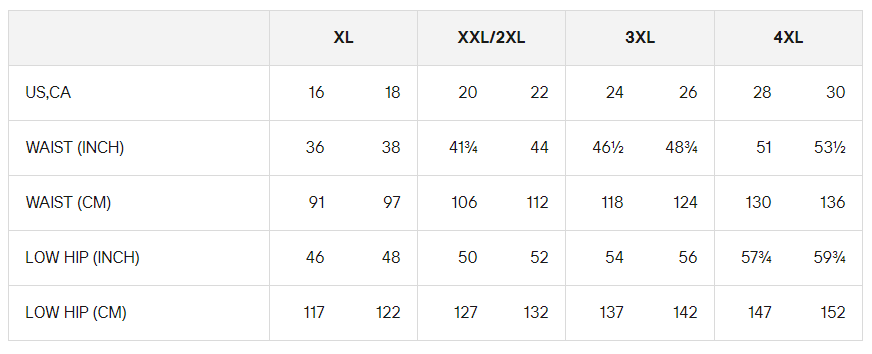 XL XXL/2XL 3XL 4XL
US,CA 16 18 20 22 24 26 28 30
WAIST (INCH) 36 38 41¾ 44 46½ 48¾ 51 53½
WAIST (CM) 91 97 106 112 118 124 130 136
LOW HIP (INCH) 46 48 50 52 54 56 57¾ 59¾
LOW HIP (CM) 117 122 127 132 137 142 147 152